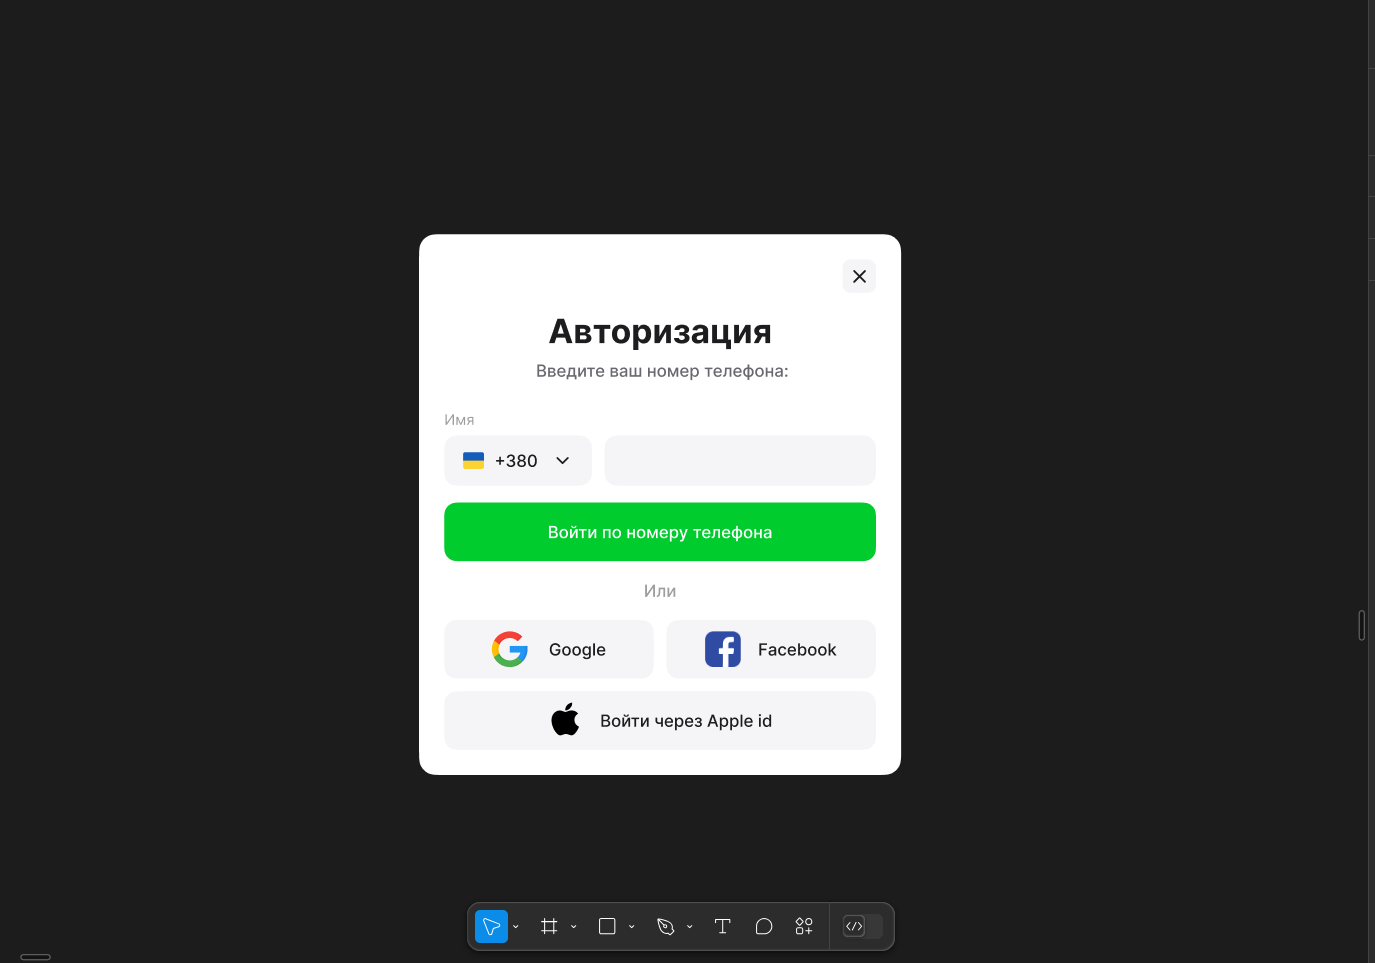 Авторизация
Введите ваш номер телефона:
Имя
+380
Войти по номеру телефона
Или
Google
Facebook
Войти через Apple id